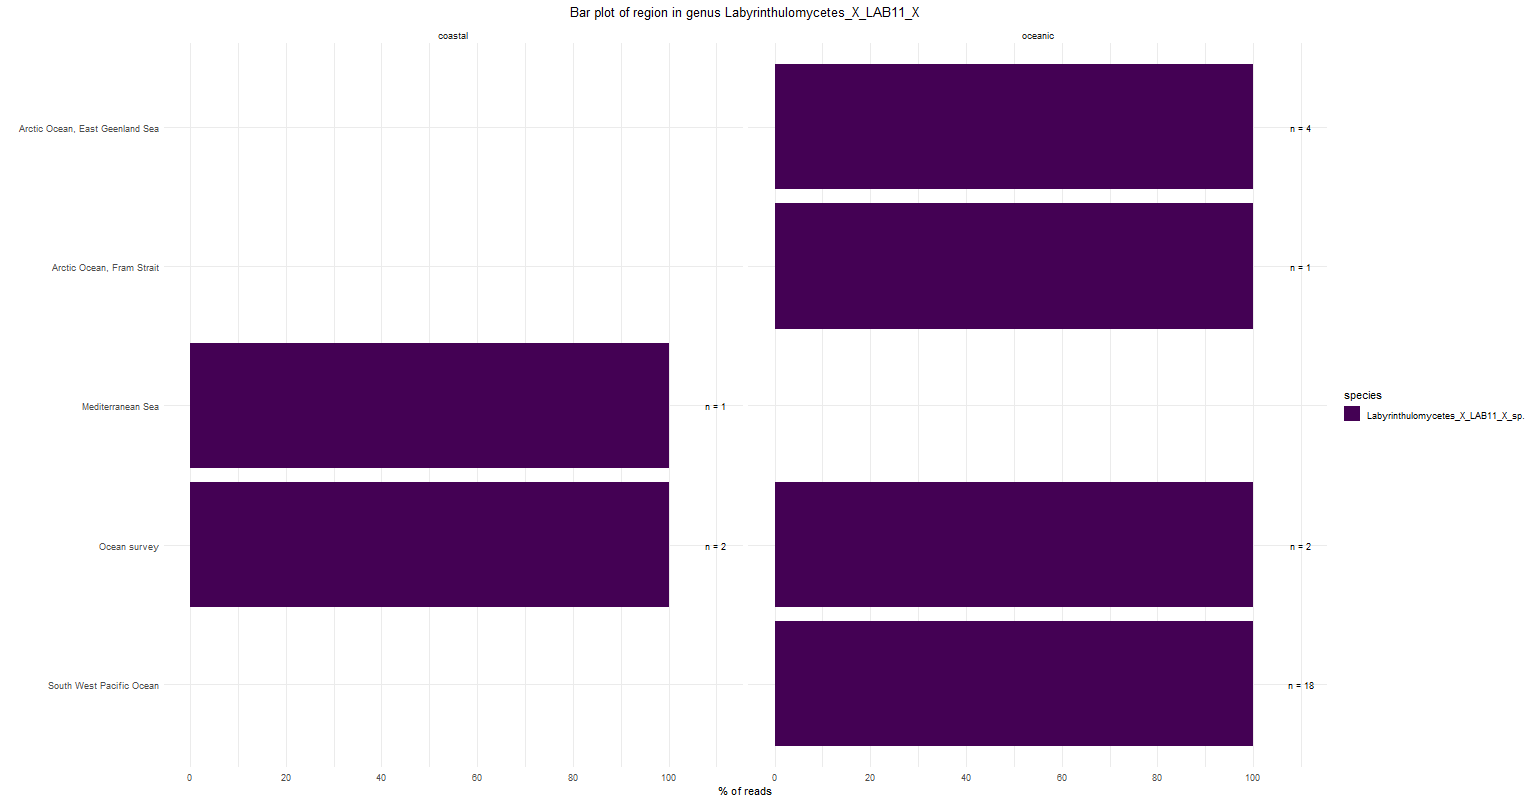 Bar plot of region in genus Labyrinthulomycetes_X_LAB11_X
coastal
oceanic
Arctic Ocean, East Geenland Sea
n = 4
Arctic Ocean, Fram Strait
n = 1
Mediterranean Sea
n = 1
species
Labyrinthulomycetes_X_LAB11_X_sp.
Ocean survey
n = 2
n = 2
South West Pacific Ocean
n = 18
0 20 40 60 80 100
0 20 40 60 80 100
% of reads